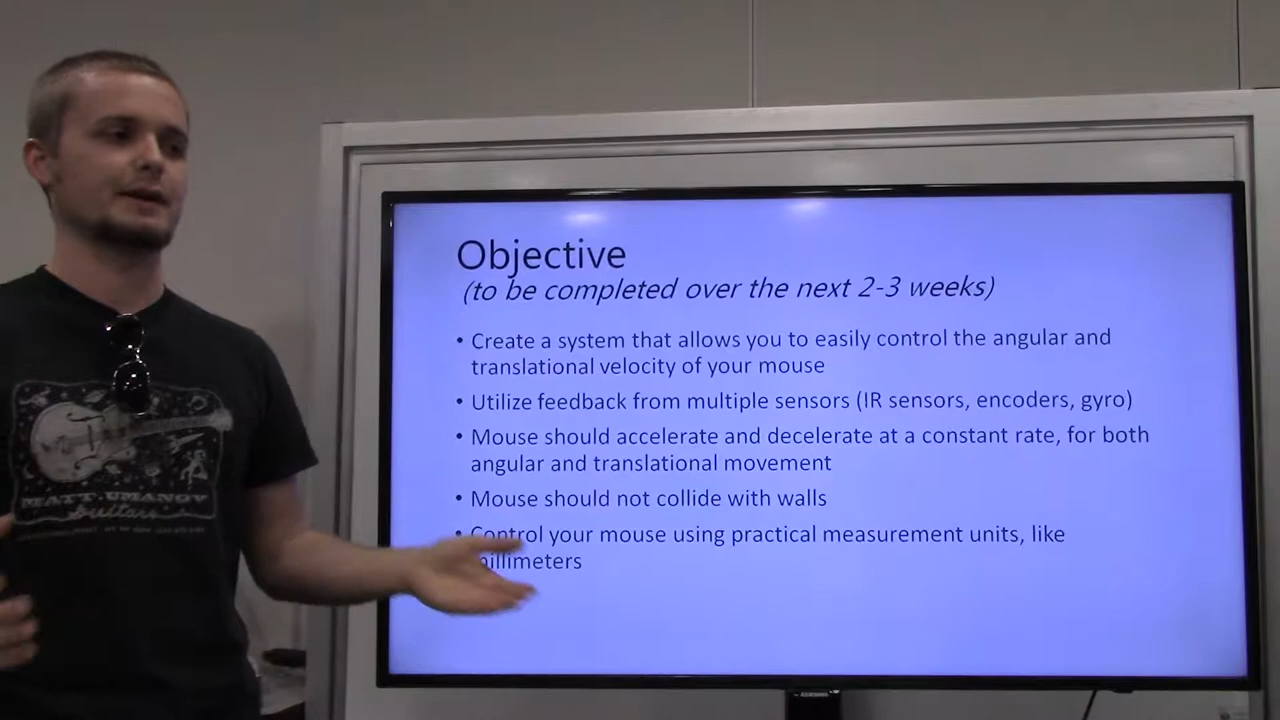 Objective
(to be completed over the next 2-3 weeks)
• Create a system that allows you to easily control the angular and
translational velocity of your mouse
• Utilize feedback from multiple sensors (IR sensors, encoders, gyro)
• Mouse should accelerate and decelerate at a constant rate, for both
angular and translational movement
• Mouse should not collide with walls
• Control your mouse using practical measurement units, like
millimeters
MATT UMANOV
Guitars
SAMSUNG